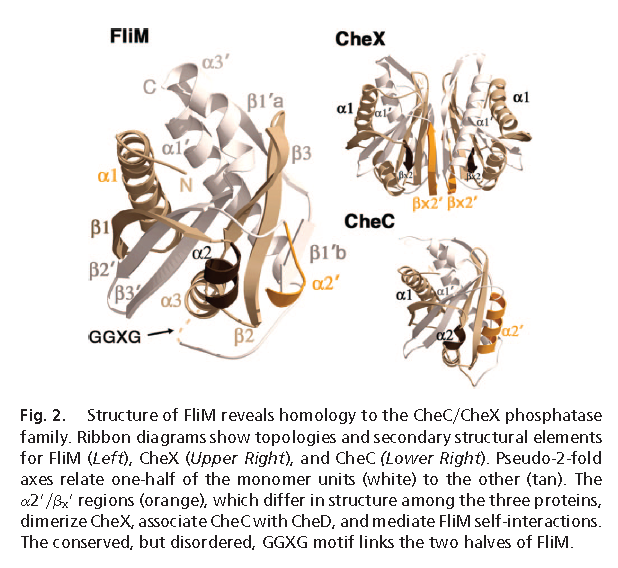 FliM
CheX
α3'
C
β1'a
α1
α1'
α1'
α1
α1'
β3
α1
N
βx2
βx2
β1
βx2' βx2'
CheC
α2
β1'b
β2'
α2'
β3'
α3
α1
α1'
β2
GGXG
α2
α2'
Fig. 2. Structure of FliM reveals homology to the CheC/CheX phosphatase
family. Ribbon diagrams show topologies and secondary structural elements
for FliM (Left), CheX (Upper Right), and CheC (Lower Right). Pseudo-2-fold
axes relate one-half of the monomer units (white) to the other (tan). The
α2'/βx' regions (orange), which differ in structure among the three proteins,
dimerize CheX, associate CheC with CheD, and mediate FliM self-interactions.
The conserved, but disordered, GGXG motif links the two halves of FliM.